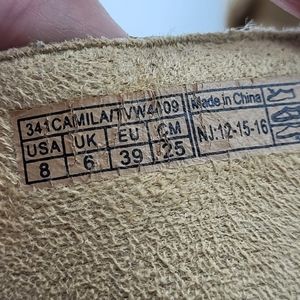 341CAMILA/TVW4109
USA UK EU CM
8 6 39 25
Made in China
NJ:12-15-16